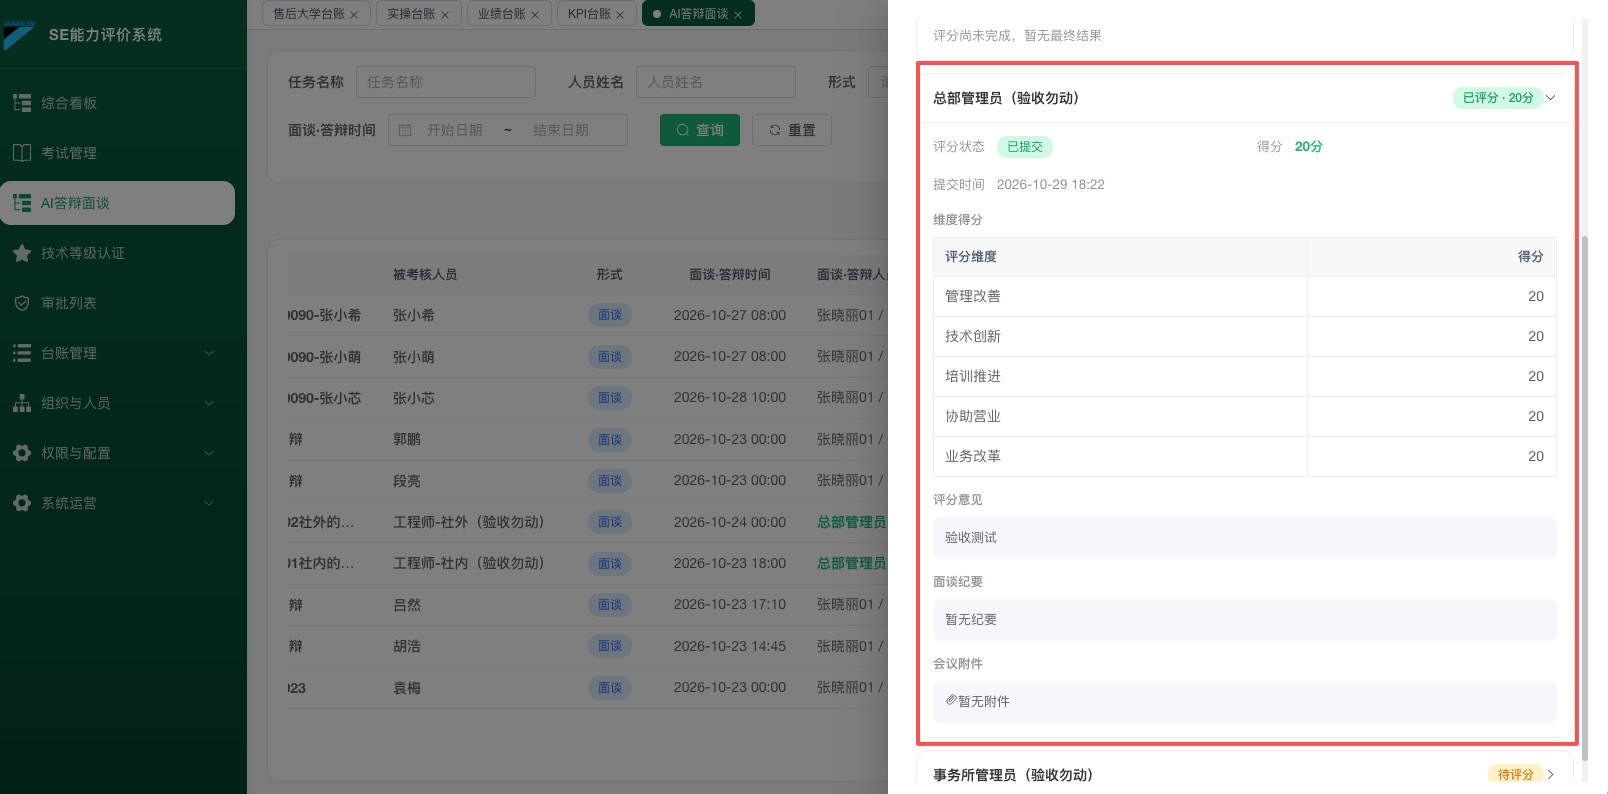 DAIKIN
SE能力评价系统
综合看板
考试管理
AI答辩面谈
技术等级认证
审批列表
台账管理
组织与人员
权限与配置
系统运营
售后大学台账 × 实操台账 × 业绩台账 × KPI台账 × AI答辩面谈 ×
任务名称 任务名称 人员姓名 人员姓名 形式
面谈·答辩时间 开始日期 ~ 结束日期 查询 重置
被考核人员 形式 面谈·答辩时间 面谈·答辩人
0090-张小希 张小希 面谈 2026-10-27 08:00 张晓丽01 /
0090-张小萌 张小萌 面谈 2026-10-27 08:00 张晓丽01 /
0090-张小芯 张小芯 面谈 2026-10-28 10:00 张晓丽01 /
辩 郭鹏 面谈 2026-10-23 00:00 张晓丽01 /
辩 段亮 面谈 2026-10-23 00:00 张晓丽01 /
02社外的... 工程师-社外（验收勿动） 面谈 2026-10-24 00:00 总部管理员
01社内的... 工程师-社内（验收勿动） 面谈 2026-10-23 18:00 总部管理员
辩 吕然 面谈 2026-10-23 17:10 张晓丽01 /
辩 胡浩 面谈 2026-10-23 14:45 张晓丽01 /
023 袁梅 面谈 2026-10-23 00:00 张晓丽01 /
评分尚未完成，暂无最终结果
总部管理员（验收勿动） 已评分 · 20分
评分状态 已提交 得分 20分
提交时间 2026-10-29 18:22
维度得分
评分维度 得分
管理改善 20
技术创新 20
培训推进 20
协助营业 20
业务改革 20
评分意见
验收测试
面谈纪要
暂无纪要
会议附件
暂无附件
事务所管理员（验收勿动） 待评分